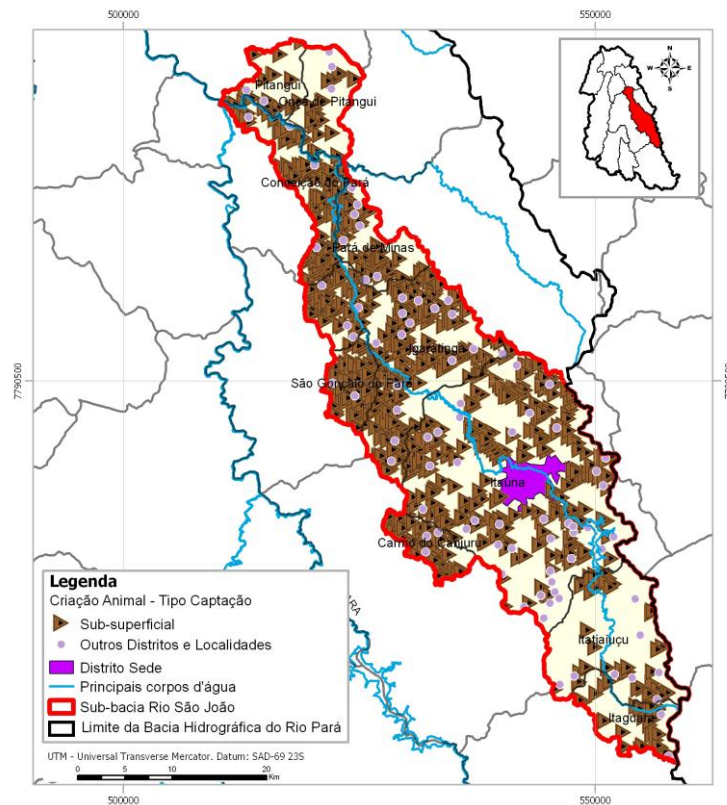 500000
550000
N
W
E
S
Pitangui
Onça de Pitangui
Conceição do Pará
Pará de Minas
Igaratinga
7790500
São Gonçalo do Pará
Itaúna
Carmo do Cajuru
Itatiaiuçu
Itaguara
Legenda
Criação Animal - Tipo Captação
Sub-superficial
Outros Distritos e Localidades
Distrito Sede
Principais corpos d'água
Sub-bacia Rio São João
Limite da Bacia Hidrográfica do Rio Pará
UTM - Universal Transverse Mercator. Datum: SAD-69 23S
0 5 10 20
Km
500000
550000